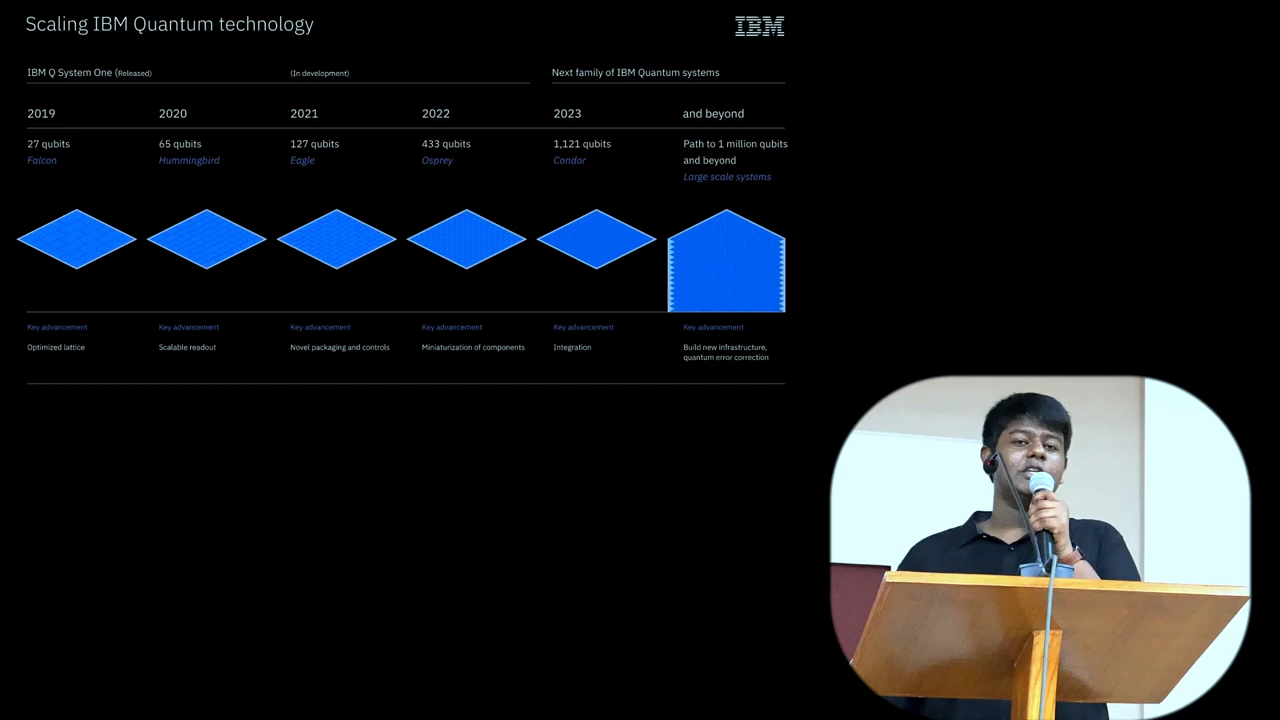 Scaling IBM Quantum technology
IBM
IBM Q System One (Released)
(In development)
Next family of IBM Quantum systems
2019
2020
2021
2022
2023
and beyond
27 qubits
65 qubits
127 qubits
433 qubits
1,121 qubits
Path to 1 million qubits
and beyond
Falcon
Hummingbird
Eagle
Osprey
Condor
Large scale systems
Key advancement
Key advancement
Key advancement
Key advancement
Key advancement
Key advancement
Optimized lattice
Scalable readout
Novel packaging and controls
Miniaturization of components
Integration
Build new infrastructure,
quantum error correction